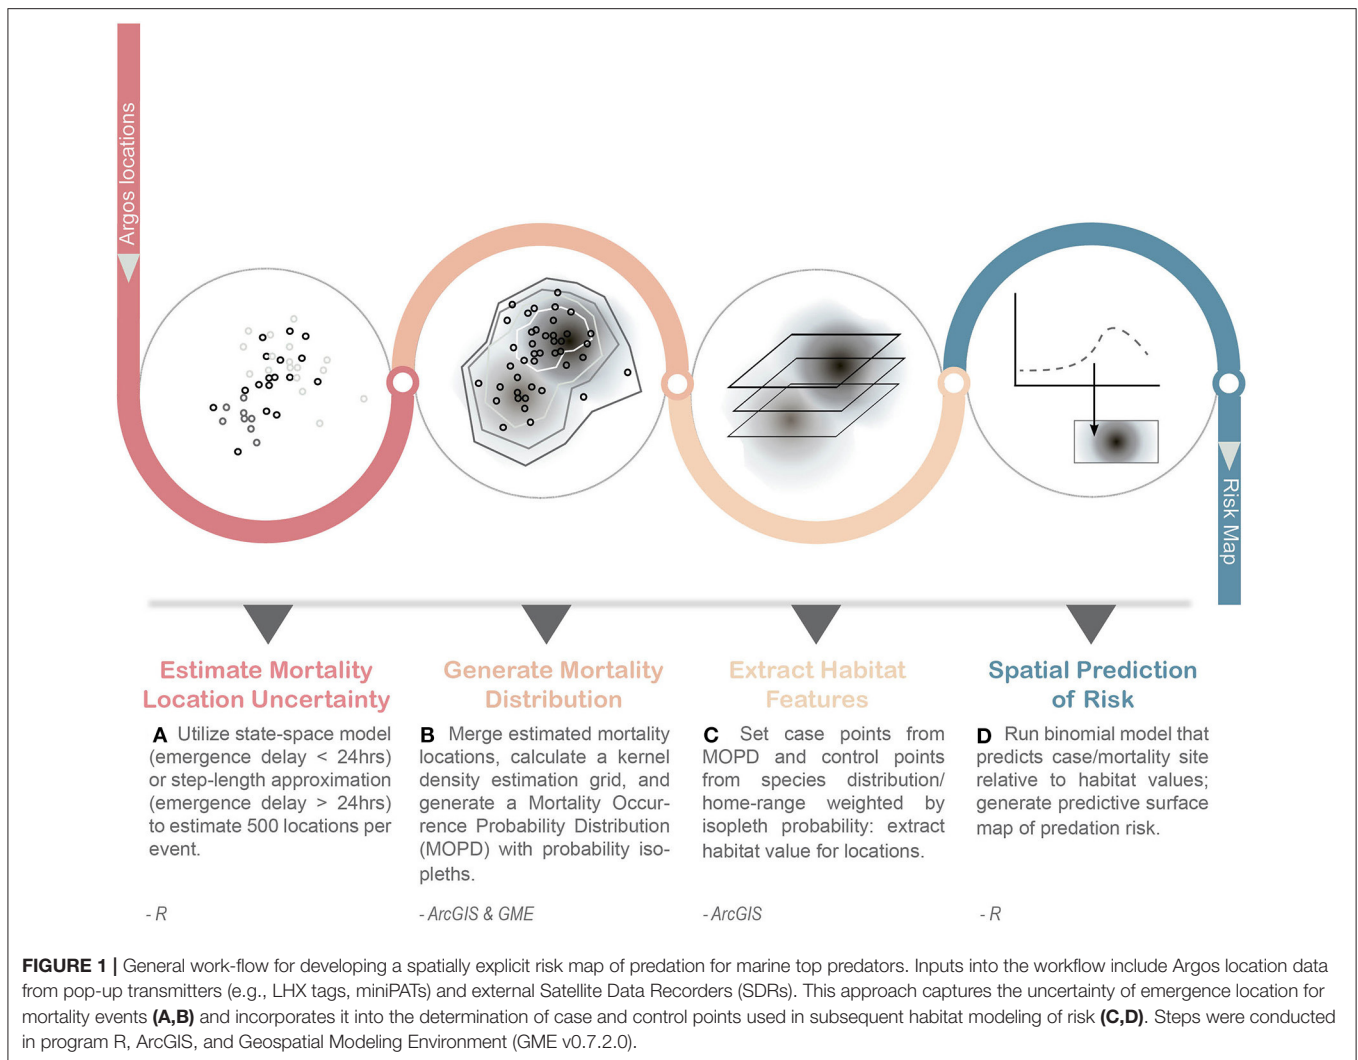 Argos locations
Risk Map
Estimate Mortality
Location Uncertainty
A Utilize state-space model
(emergence delay < 24hrs)
or step-length approximation
(emergence delay > 24hrs)
to estimate 500 locations per
event.
- R
Generate Mortality
Distribution
B Merge estimated mortality
locations, calculate a kernel
density estimation grid, and
generate a Mortality Occur-
rence Probability Distribution
(MOPD) with probability iso-
pleths.
- ArcGIS & GME
Extract Habitat
Features
C Set case points from
MOPD and control points
from species distribution/
home-range weighted by
isopleth probability: extract
habitat value for locations.
- ArcGIS
Spatial Prediction
of Risk
D Run binomial model that
predicts case/mortality site
relative to habitat values;
generate predictive surface
map of predation risk.
- R
FIGURE 1 | General work-flow for developing a spatially explicit risk map of predation for marine top predators. Inputs into the workflow include Argos location data
from pop-up transmitters (e.g., LHX tags, miniPATs) and external Satellite Data Recorders (SDRs). This approach captures the uncertainty of emergence location for
mortality events (A,B) and incorporates it into the determination of case and control points used in subsequent habitat modeling of risk (C,D). Steps were conducted
in program R, ArcGIS, and Geospatial Modeling Environment (GME v0.7.2.0).